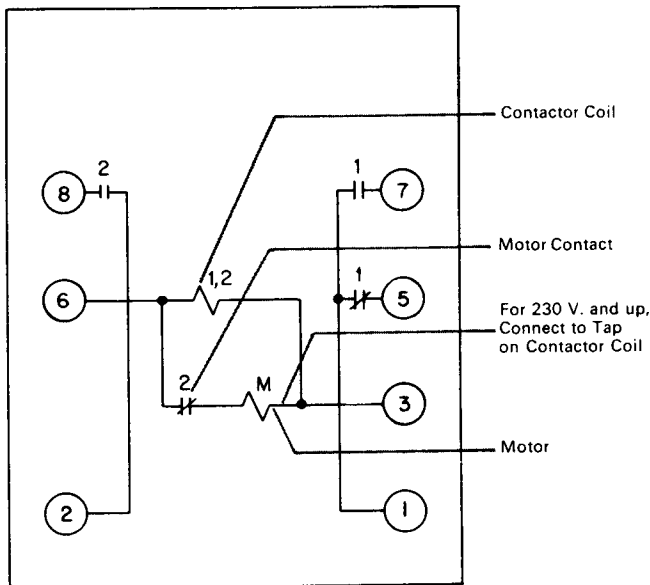 Contactor Coil
2
1
8
7
Motor Contact
1,2
1
6
5
For 230 V. and up,
Connect to Tap
on Contactor Coil
2
M
3
Motor
2
1